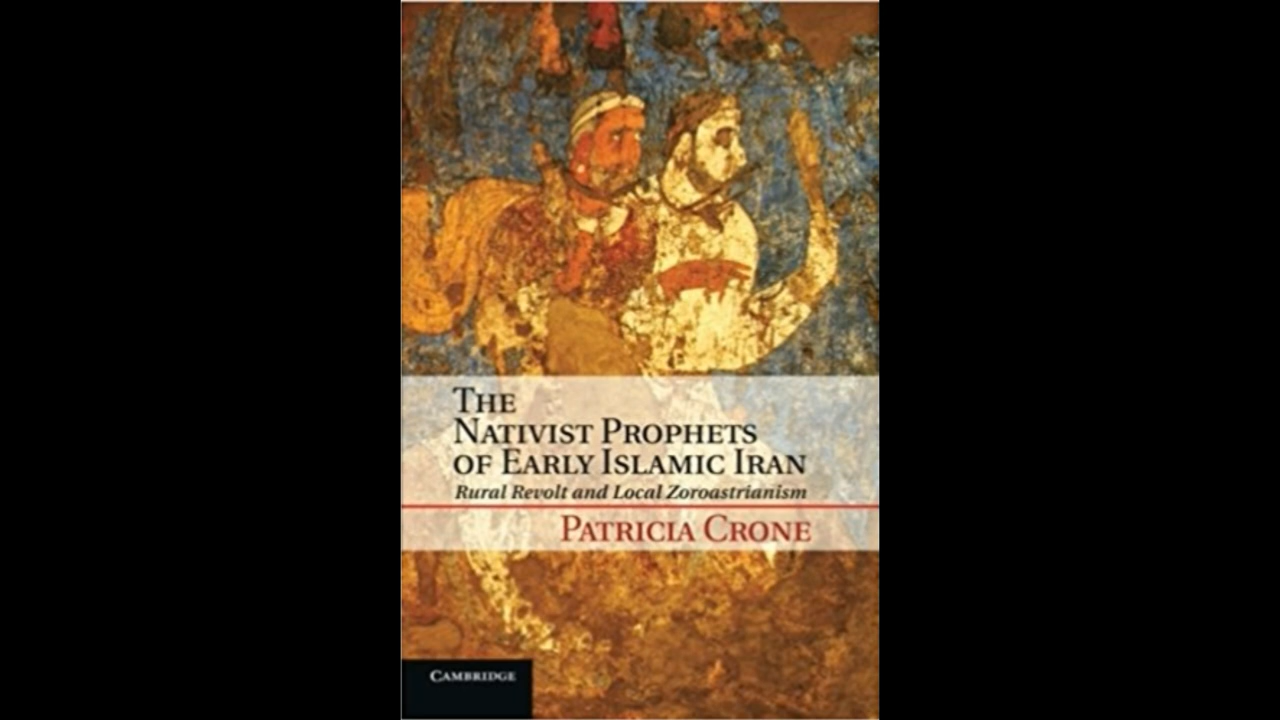 The
Nativist Prophets
of Early Islamic Iran
Rural Revolt and Local Zoroastrianism
Patricia Crone
Cambridge